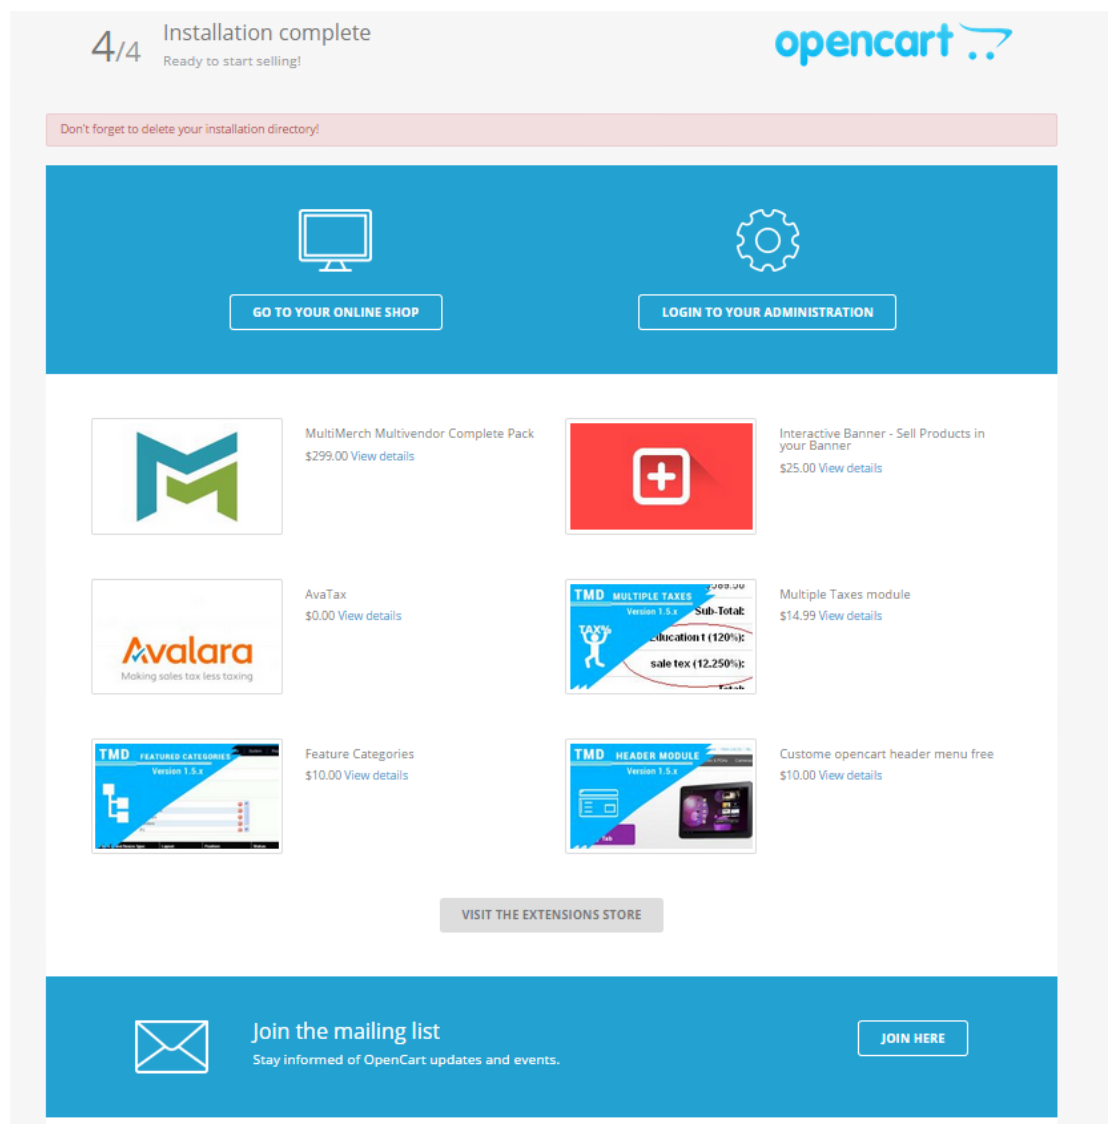 4/4
Installation complete
Ready to start selling!
opencart
Don't forget to delete your installation directory!
GO TO YOUR ONLINE SHOP
LOGIN TO YOUR ADMINISTRATION
MultiMerch Multivendor Complete Pack
$299.00 View details
Interactive Banner - Sell Products in
your Banner
$25.00 View details
Avalara
Making sales tax less taxing
AvaTax
$0.00 View details
TMD MULTIPLE TAXES
Version 1.5.x
Sub-Total:
TAX%
sale tex (12.250%):
Multiple Taxes module
$14.99 View details
TMD FEATURED CATEGORIES
Version 1.5.x
Feature Categories
$10.00 View details
TMD HEADER MODULE
Version 1.5.x
Tab
Custome opencart header menu free
$10.00 View details
VISIT THE EXTENSIONS STORE
Join the mailing list
Stay informed of OpenCart updates and events.
JOIN HERE